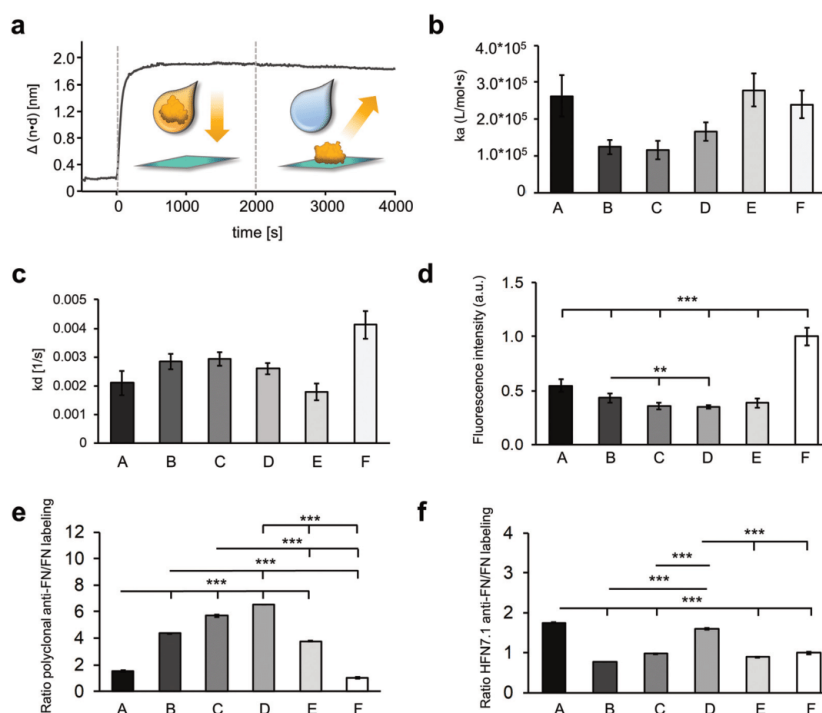 a
Δ (n•d) [nm]
2.0
1.6
1.2
0.8
0.4
0
0 1000 2000 3000 4000
time [s]
b
ka (L/mol•s)
4.0*10⁵
3.0*10⁵
2.0*10⁵
1.0*10⁵
0
A B C D E F
c
kd [1/s]
0.005
0.004
0.003
0.002
0.001
0
A B C D E F
d
Fluorescence intensity (a.u.)
1.5
1.0
0.5
0.0
***
**
A B C D E F
e
Ratio polyclonal anti-FN/FN labeling
12
10
8
6
4
2
0
***
***
***
***
A B C D E F
f
Ratio HFN7.1 anti-FN/FN labeling
4
3
2
1
0
***
***
***
***
A B C D E F